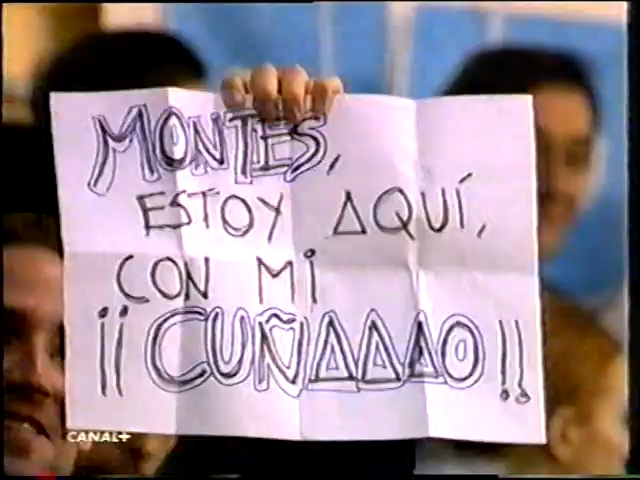 MONTES,
ESTOY AQUÍ,
CON MI
¡¡CUÑAAAO!!
CANAL+